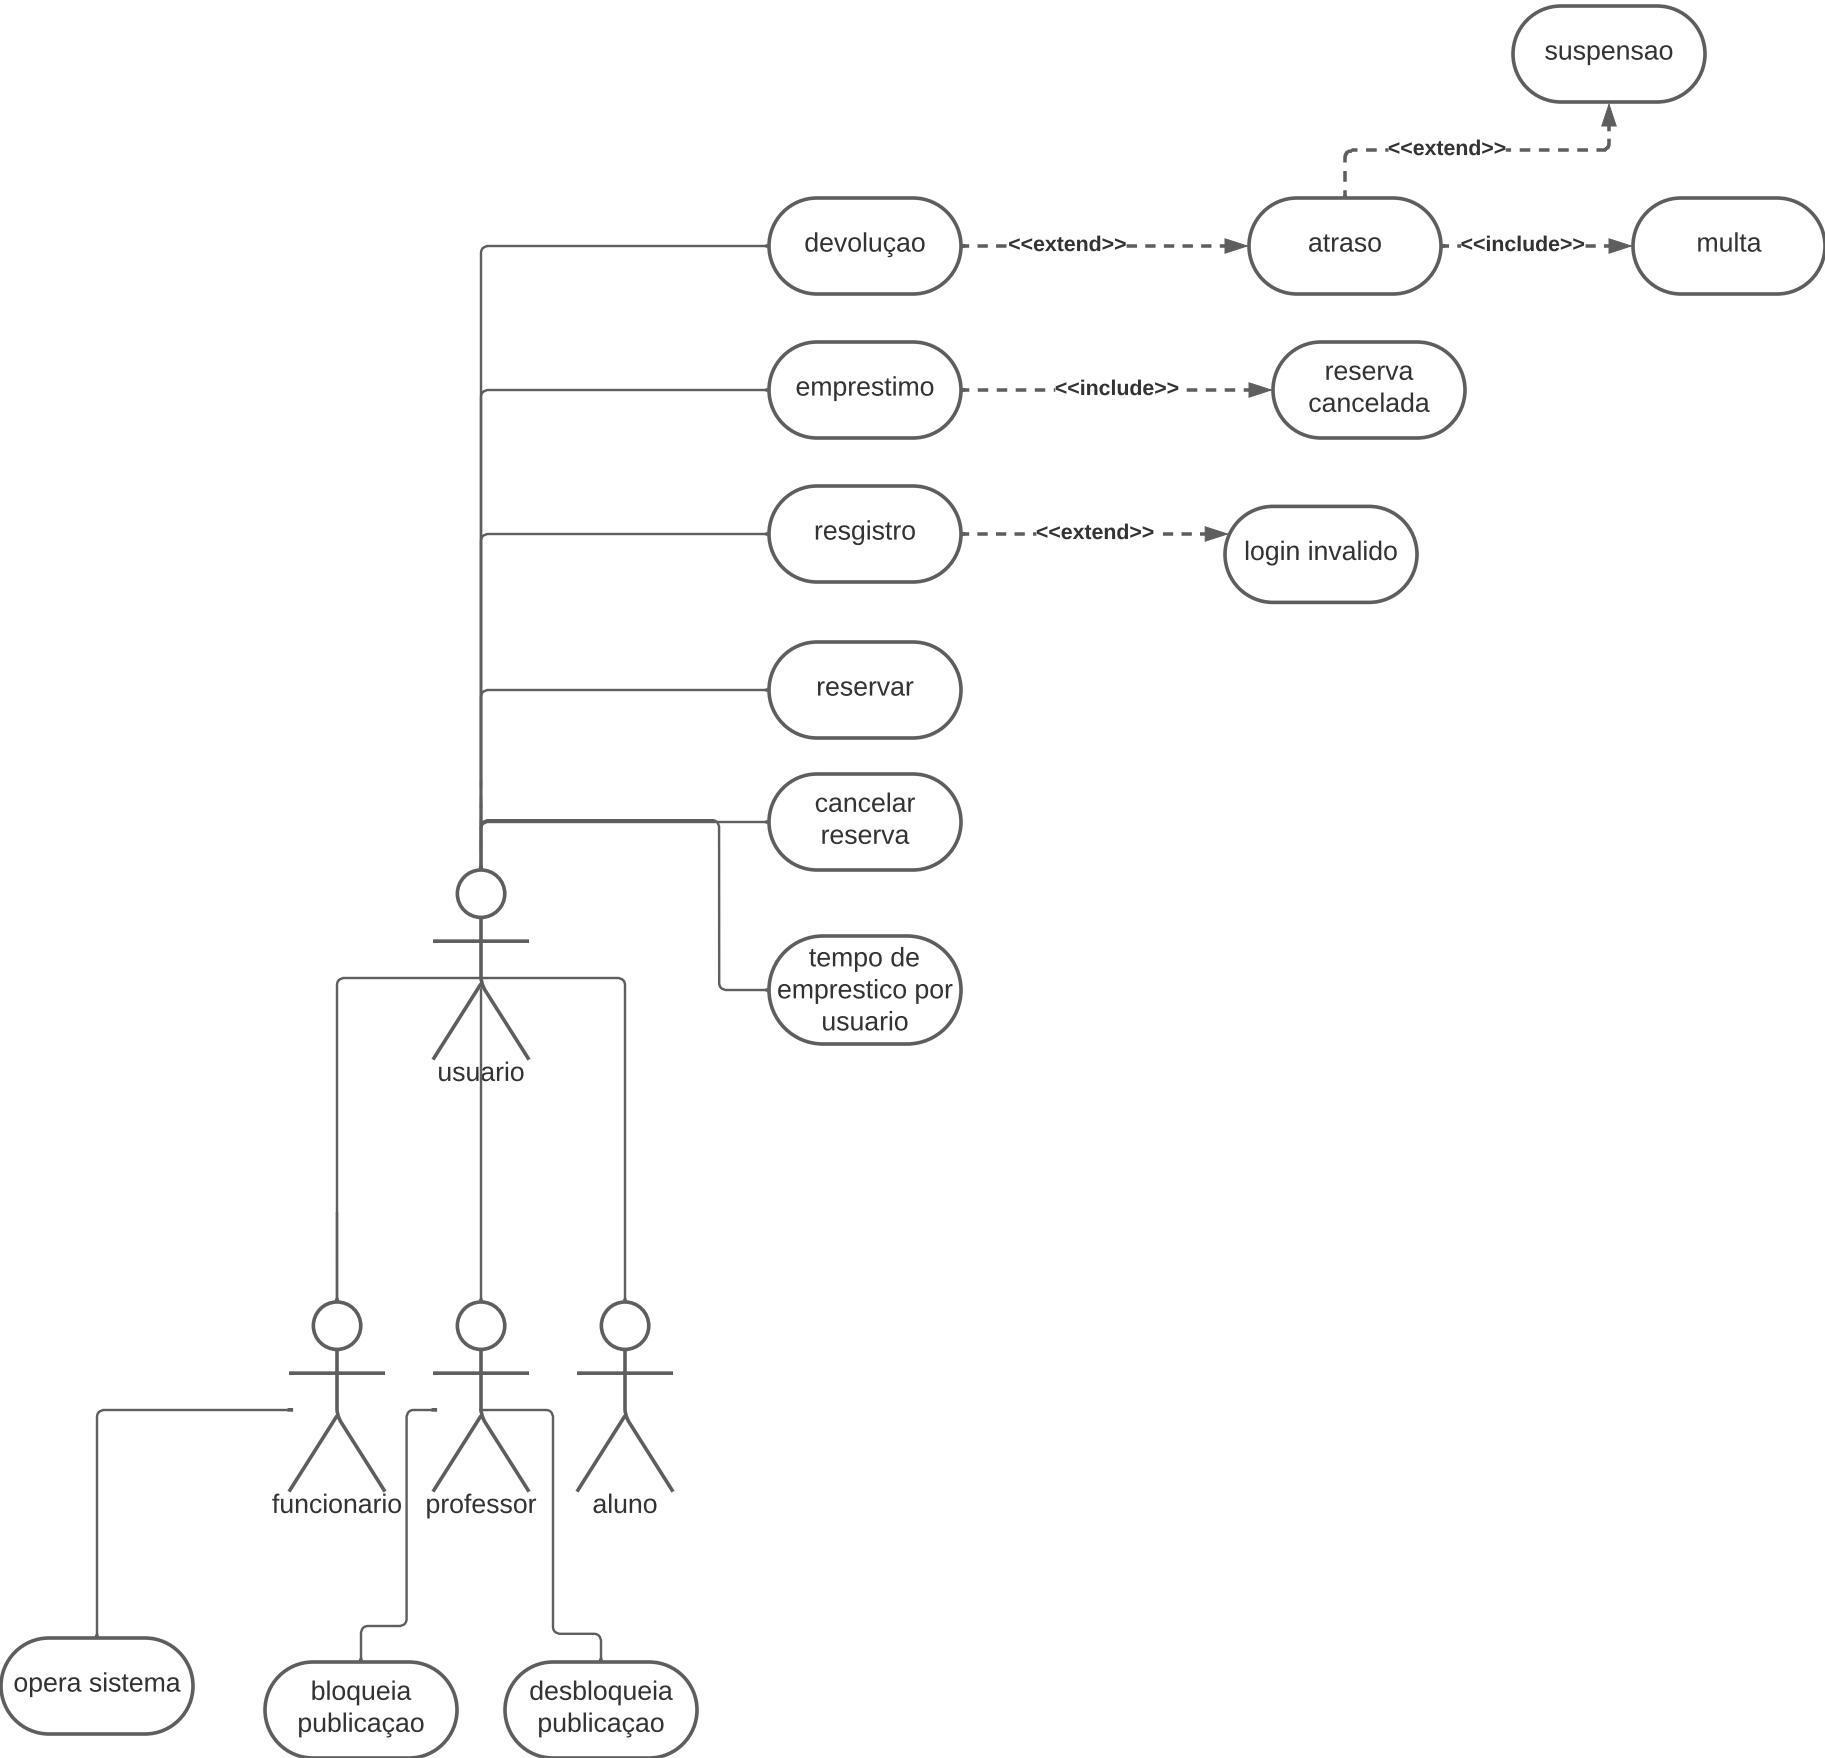 suspensao
<<extend>>
devoluçao
<<extend>>
atraso
<<include>>
multa
emprestimo
<<include>>
reserva
cancelada
resgistro
<<extend>>
login invalido
reservar
cancelar
reserva
tempo de
emprestico por
usuario
usuario
funcionario
professor
aluno
opera sistema
bloqueia
publicaçao
desbloqueia
publicaçao